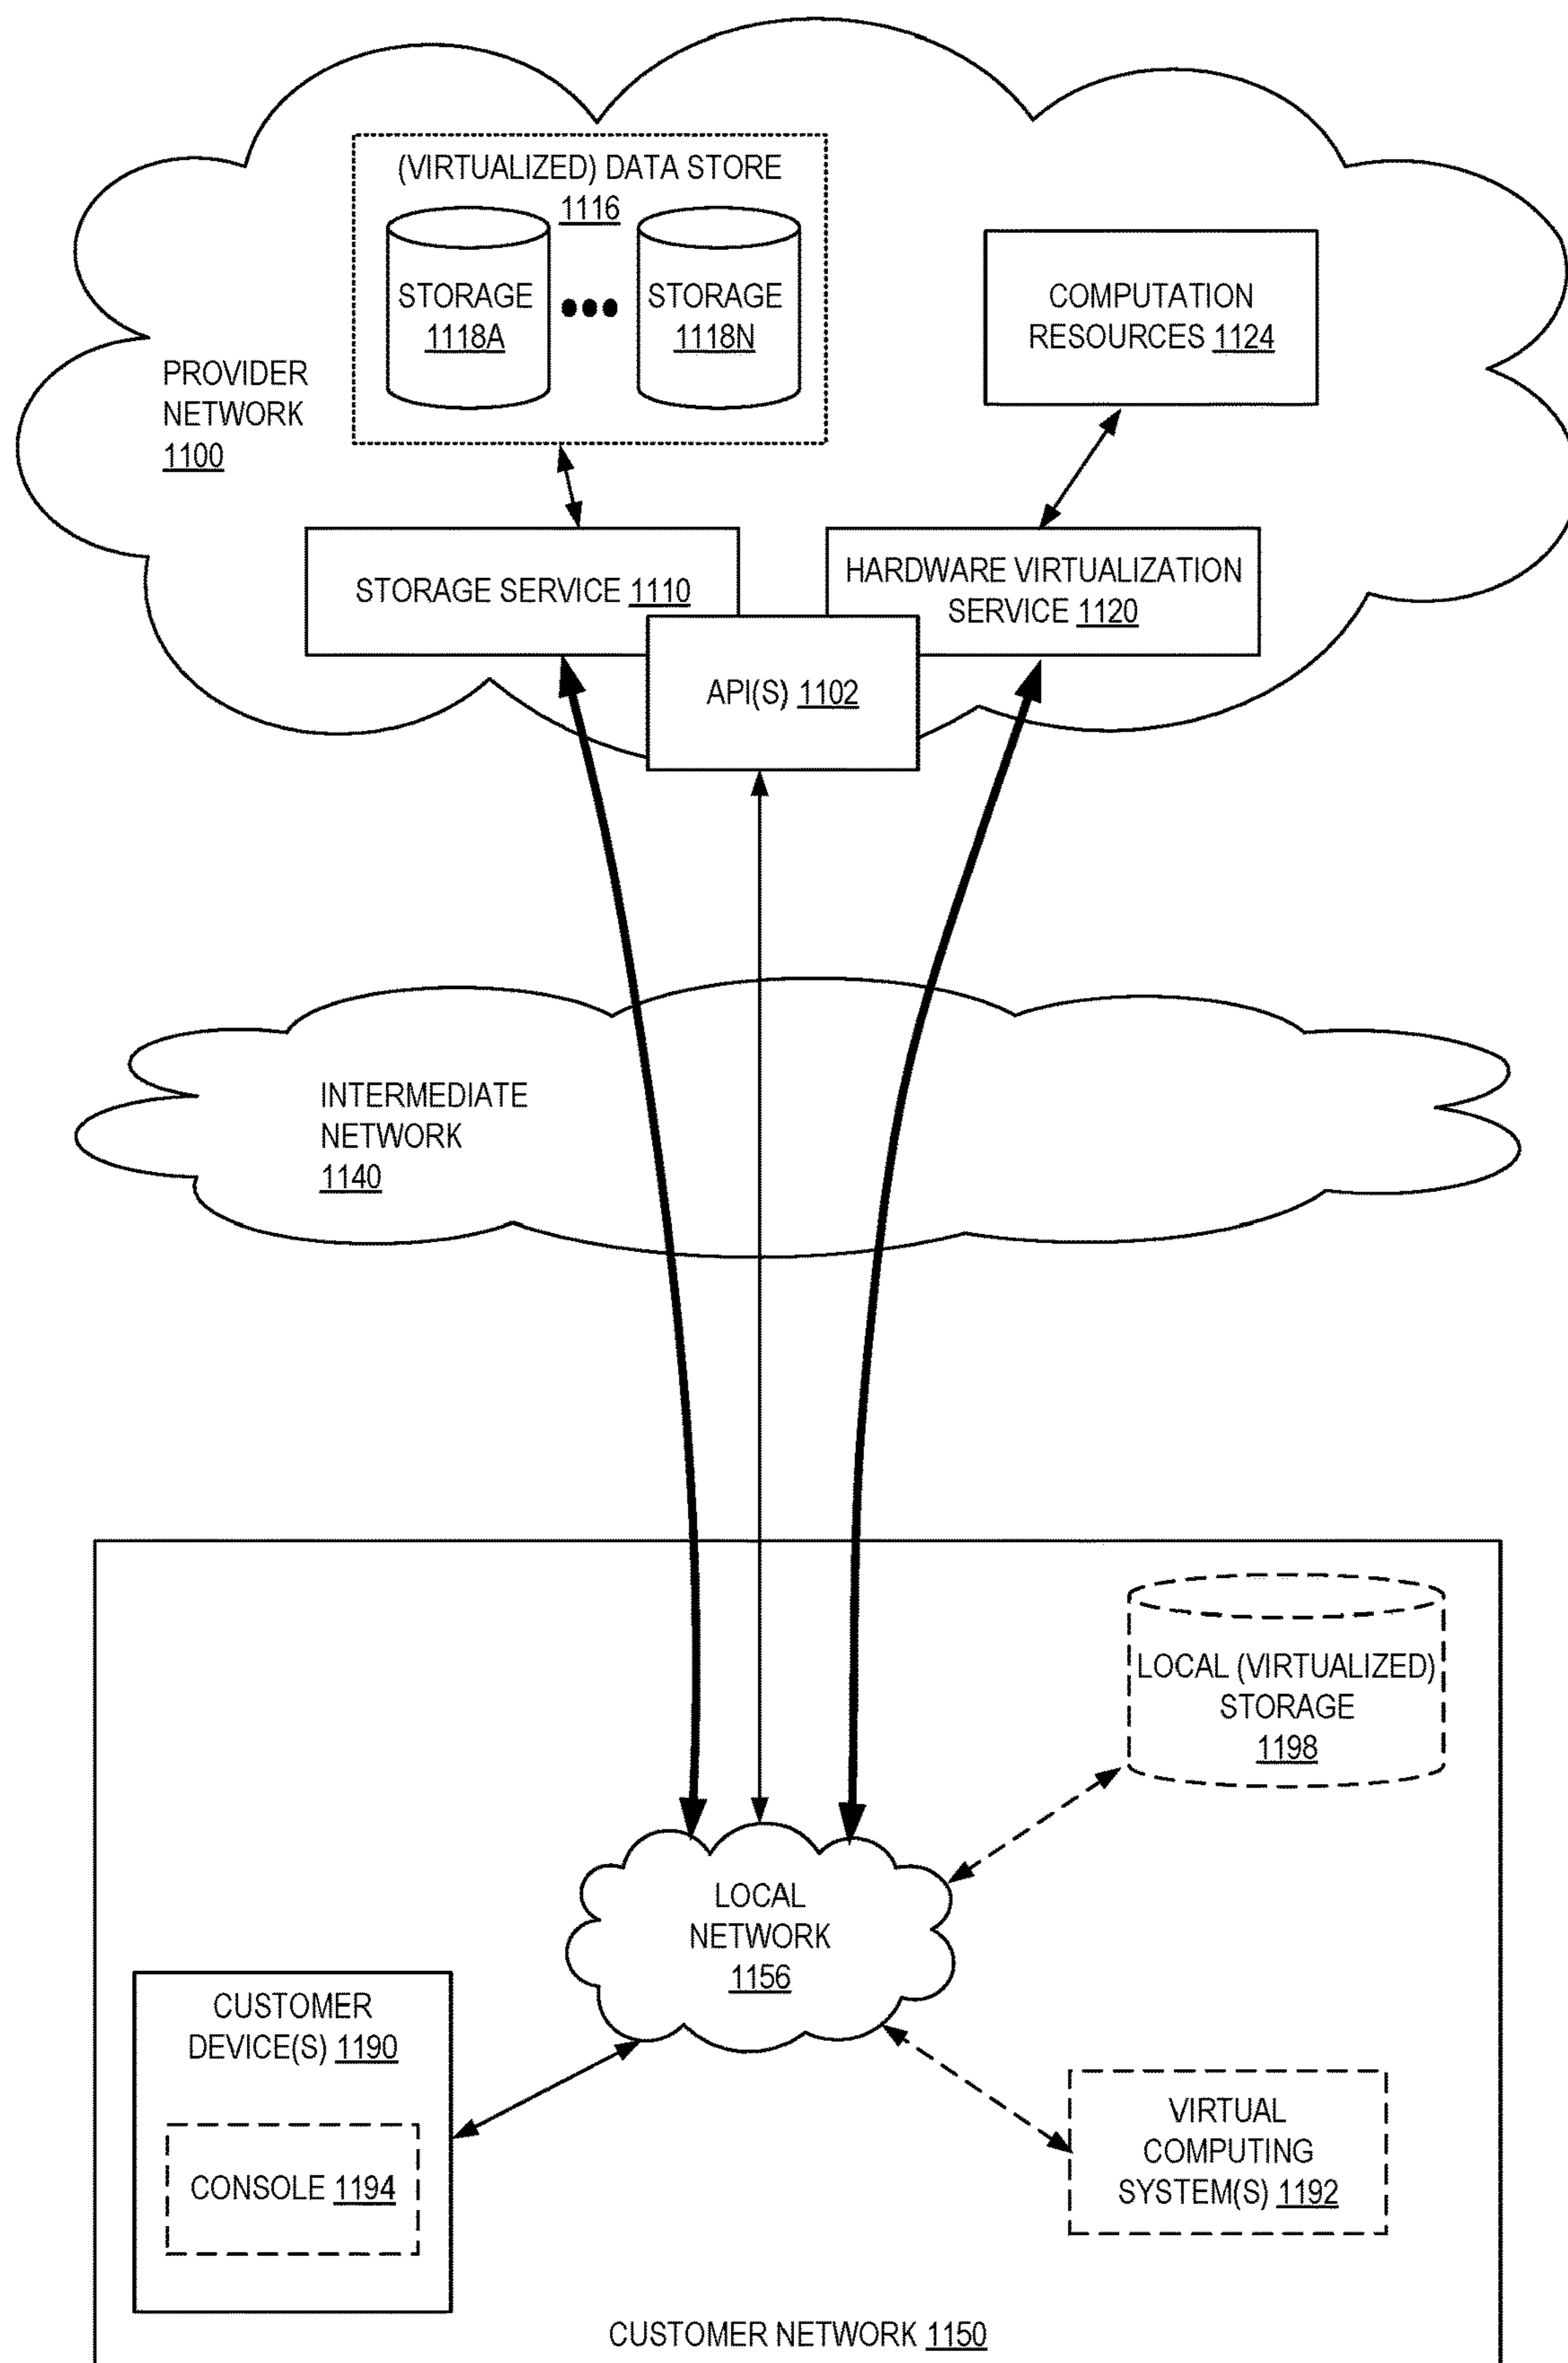 (VIRTUALIZED) DATA STORE
1116
STORAGE
1118A
STORAGE
1118N
COMPUTATION
RESOURCES 1124
PROVIDER
NETWORK
1100
STORAGE SERVICE 1110
HARDWARE VIRTUALIZATION
SERVICE 1120
API(S) 1102
INTERMEDIATE
NETWORK
1140
LOCAL (VIRTUALIZED)
STORAGE
1198
LOCAL
NETWORK
1156
CUSTOMER
DEVICE(S) 1190
CONSOLE 1194
VIRTUAL
COMPUTING
SYSTEM(S) 1192
CUSTOMER NETWORK 1150